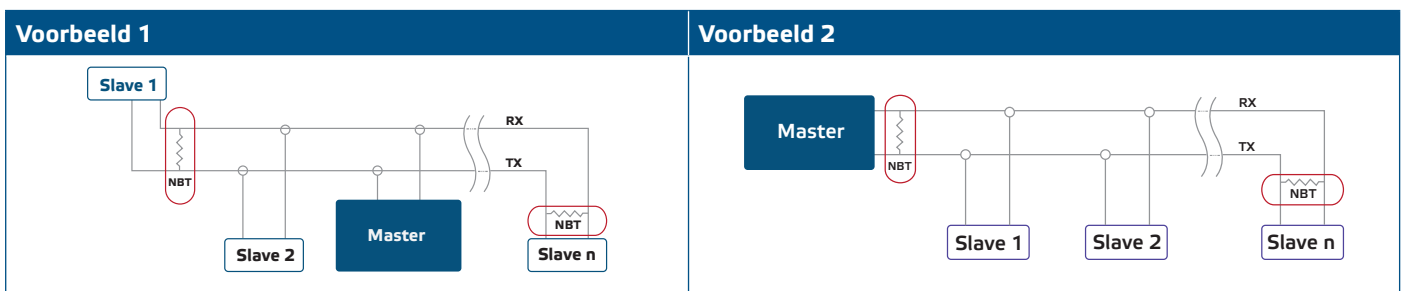 Voorbeeld 1
Slave 1
RX
TX
NBT
NBT
Master
Slave 2
Slave n
Voorbeeld 2
RX
Master
TX
NBT
NBT
Slave 1
Slave 2
Slave n